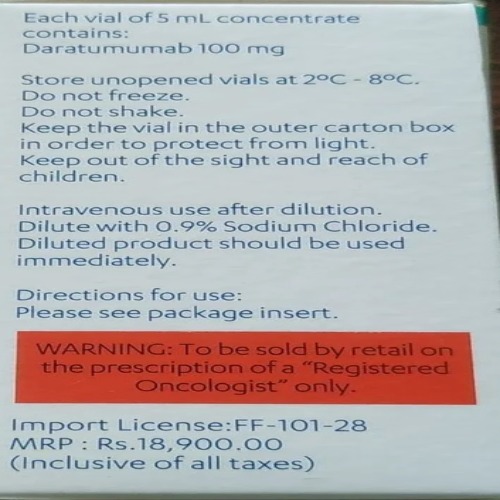 Each vial of 5 mL concentrate
contains:
Daratumumab 100 mg
Store unopened vials at 2ºC - 8ºC.
Do not freeze.
Do not shake.
Keep the vial in the outer carton box
in order to protect from light.
Keep out of the sight and reach of
children.
Intravenous use after dilution.
Dilute with 0.9% Sodium Chloride.
Diluted product should be used
immediately.
Directions for use:
Please see package insert.
WARNING: To be sold by retail on
the prescription of a “Registered
Oncologist” only.
Import License:FF-101-28
MRP : Rs.18,900.00
(Inclusive of all taxes)